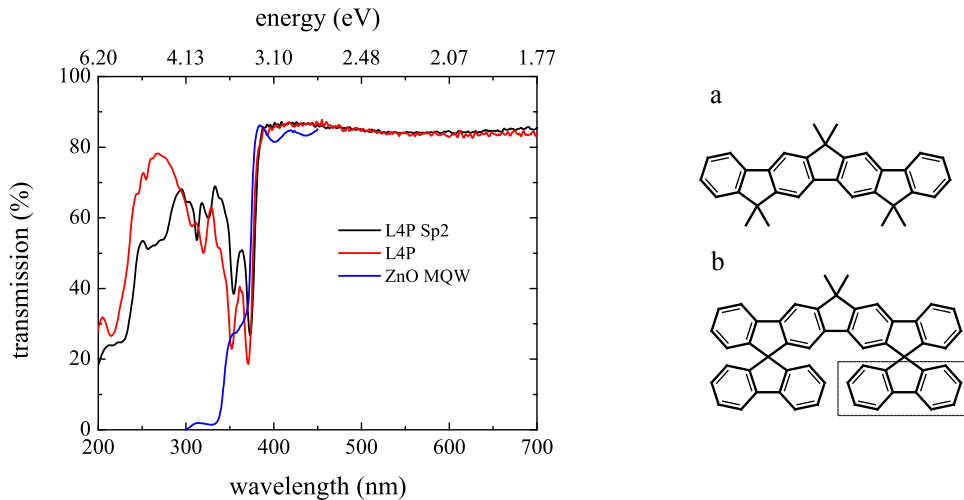 energy (eV)
6.20 4.13 3.10 2.48 2.07 1.77
100
80
60
40
20
0
transmission (%)
L4P Sp2
L4P
ZnO MQW
200 300 400 500 600 700
wavelength (nm)
a
b